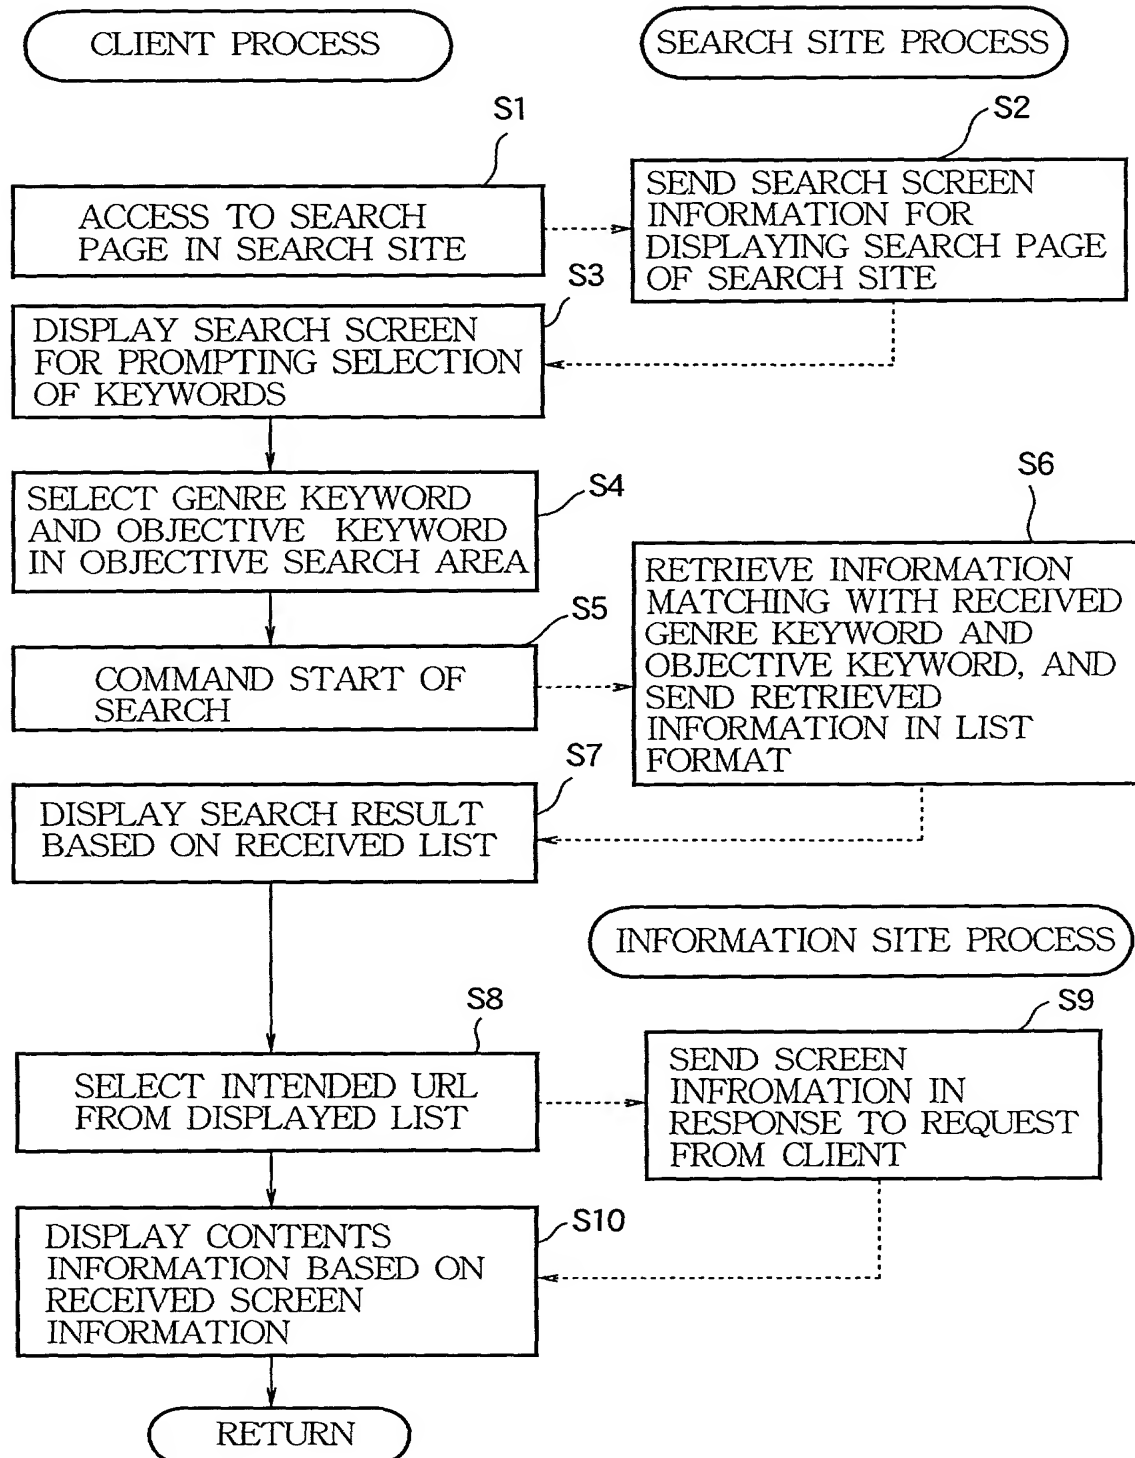 CLIENT PROCESS
SEARCH SITE PROCESS
S1
S2
ACCESS TO SEARCH
PAGE IN SEARCH SITE
SEND SEARCH SCREEN
INFORMATION FOR
DISPLAYING SEARCH PAGE
OF SEARCH SITE
S3
DISPLAY SEARCH SCREEN
FOR PROMPTING SELECTION
OF KEYWORDS
S4
SELECT GENRE KEYWORD
AND OBJECTIVE KEYWORD
IN OBJECTIVE SEARCH AREA
S5
COMMAND START OF
SEARCH
S6
RETRIEVE INFORMATION
MATCHING WITH RECEIVED
GENRE KEYWORD AND
OBJECTIVE KEYWORD, AND
SEND RETRIEVED
INFORMATION IN LIST
FORMAT
S7
DISPLAY SEARCH RESULT
BASED ON RECEIVED LIST
INFORMATION SITE PROCESS
S8
SELECT INTENDED URL
FROM DISPLAYED LIST
S9
SEND SCREEN
INFROMATION IN
RESPONSE TO REQUEST
FROM CLIENT
S10
DISPLAY CONTENTS
INFORMATION BASED ON
RECEIVED SCREEN
INFORMATION
RETURN